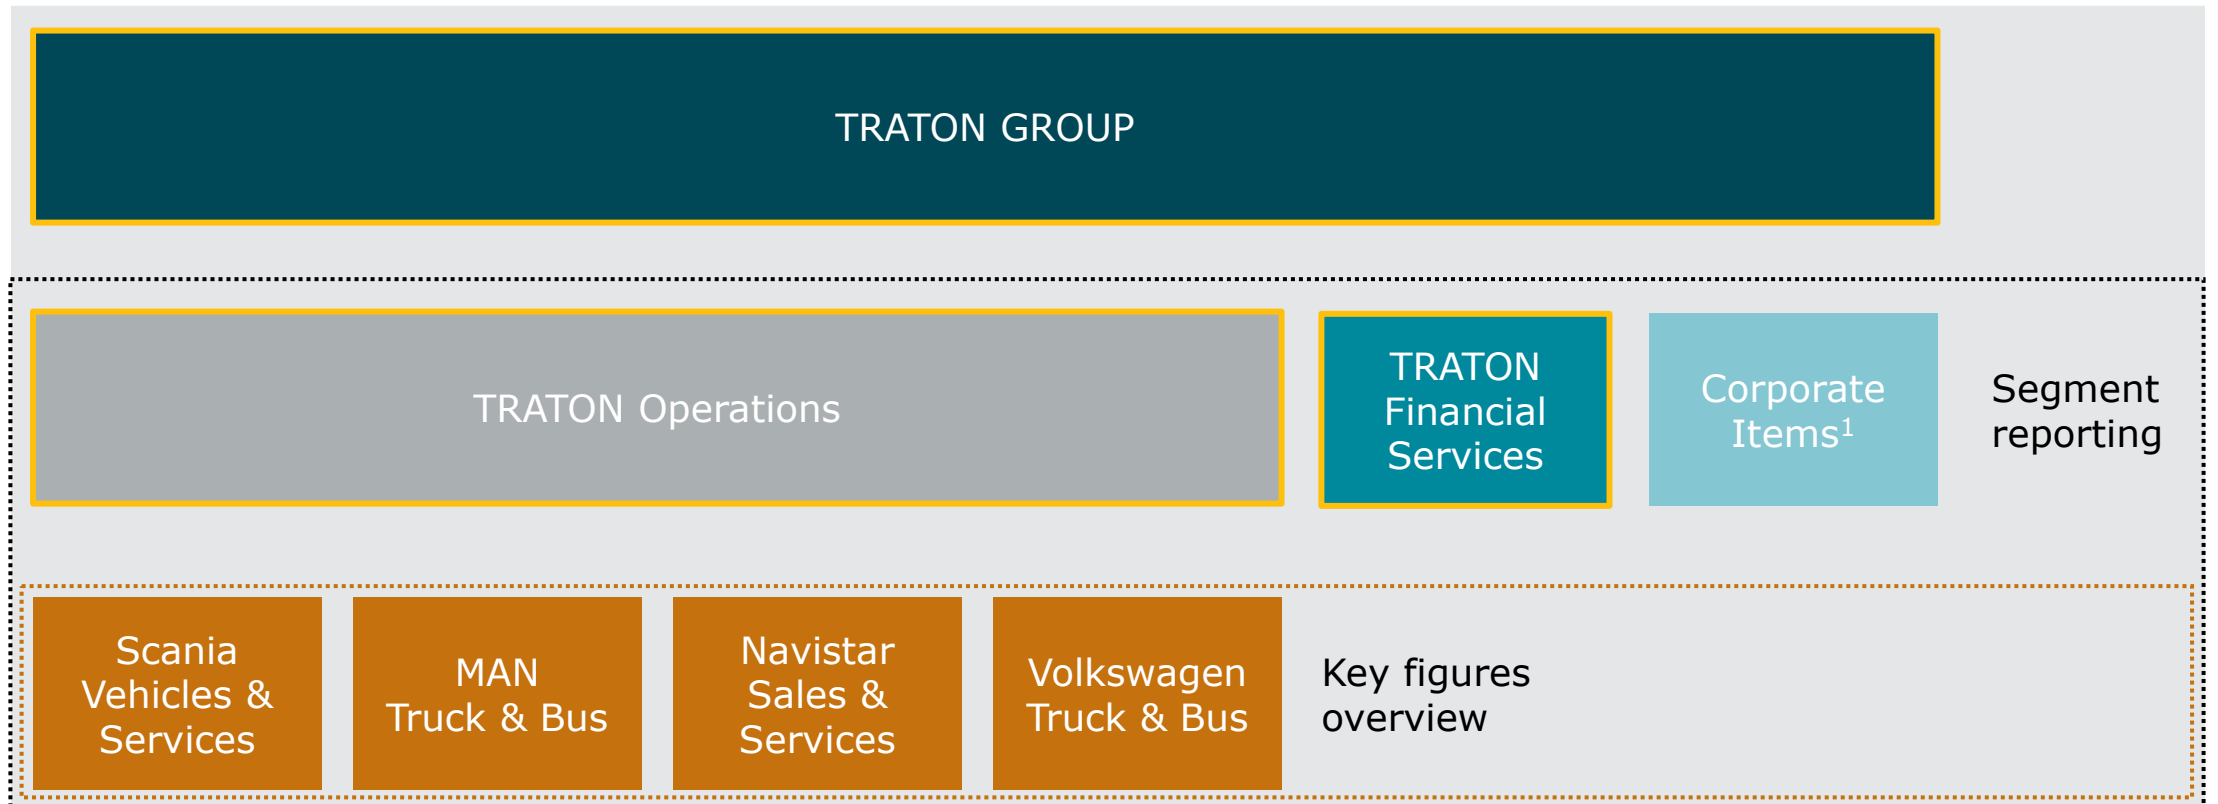 TRATON GROUP
TRATON Operations
TRATON
Financial
Services
Corporate
Items¹
Segment
reporting
Scania
Vehicles &
Services
MAN
Truck & Bus
Navistar
Sales &
Services
Volkswagen
Truck & Bus
Key figures
overview